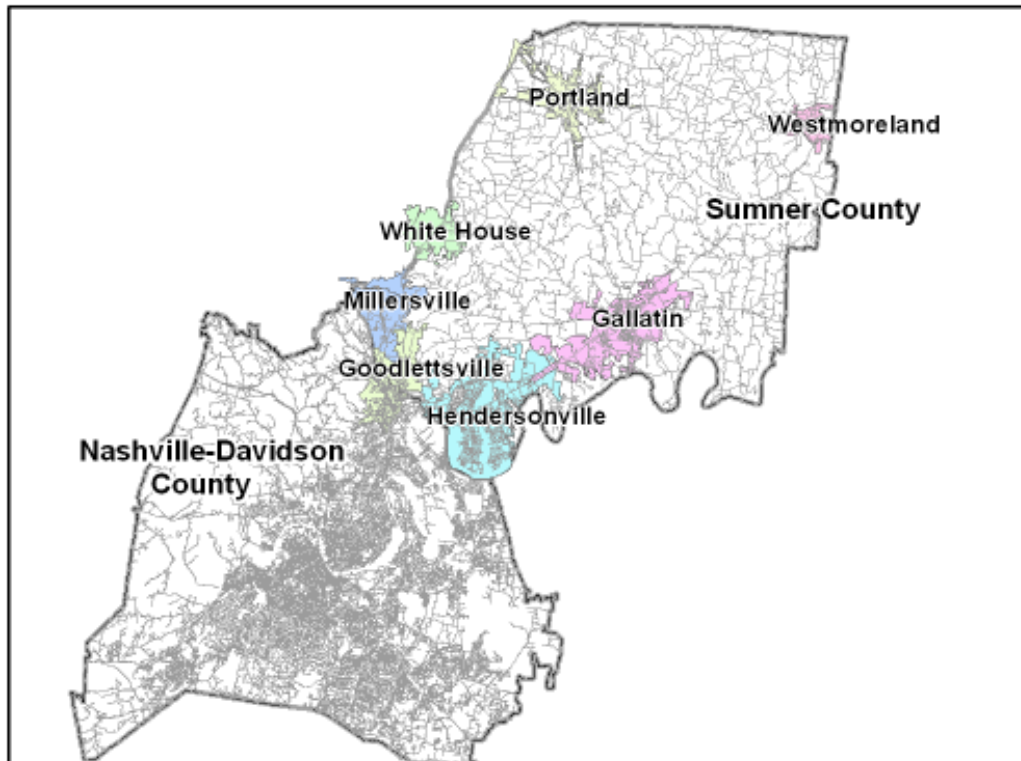 Portland
Westmoreland
Sumner County
White House
Millersville
Gallatin
Goodlettsville
Hendersonville
Nashville-Davidson
County